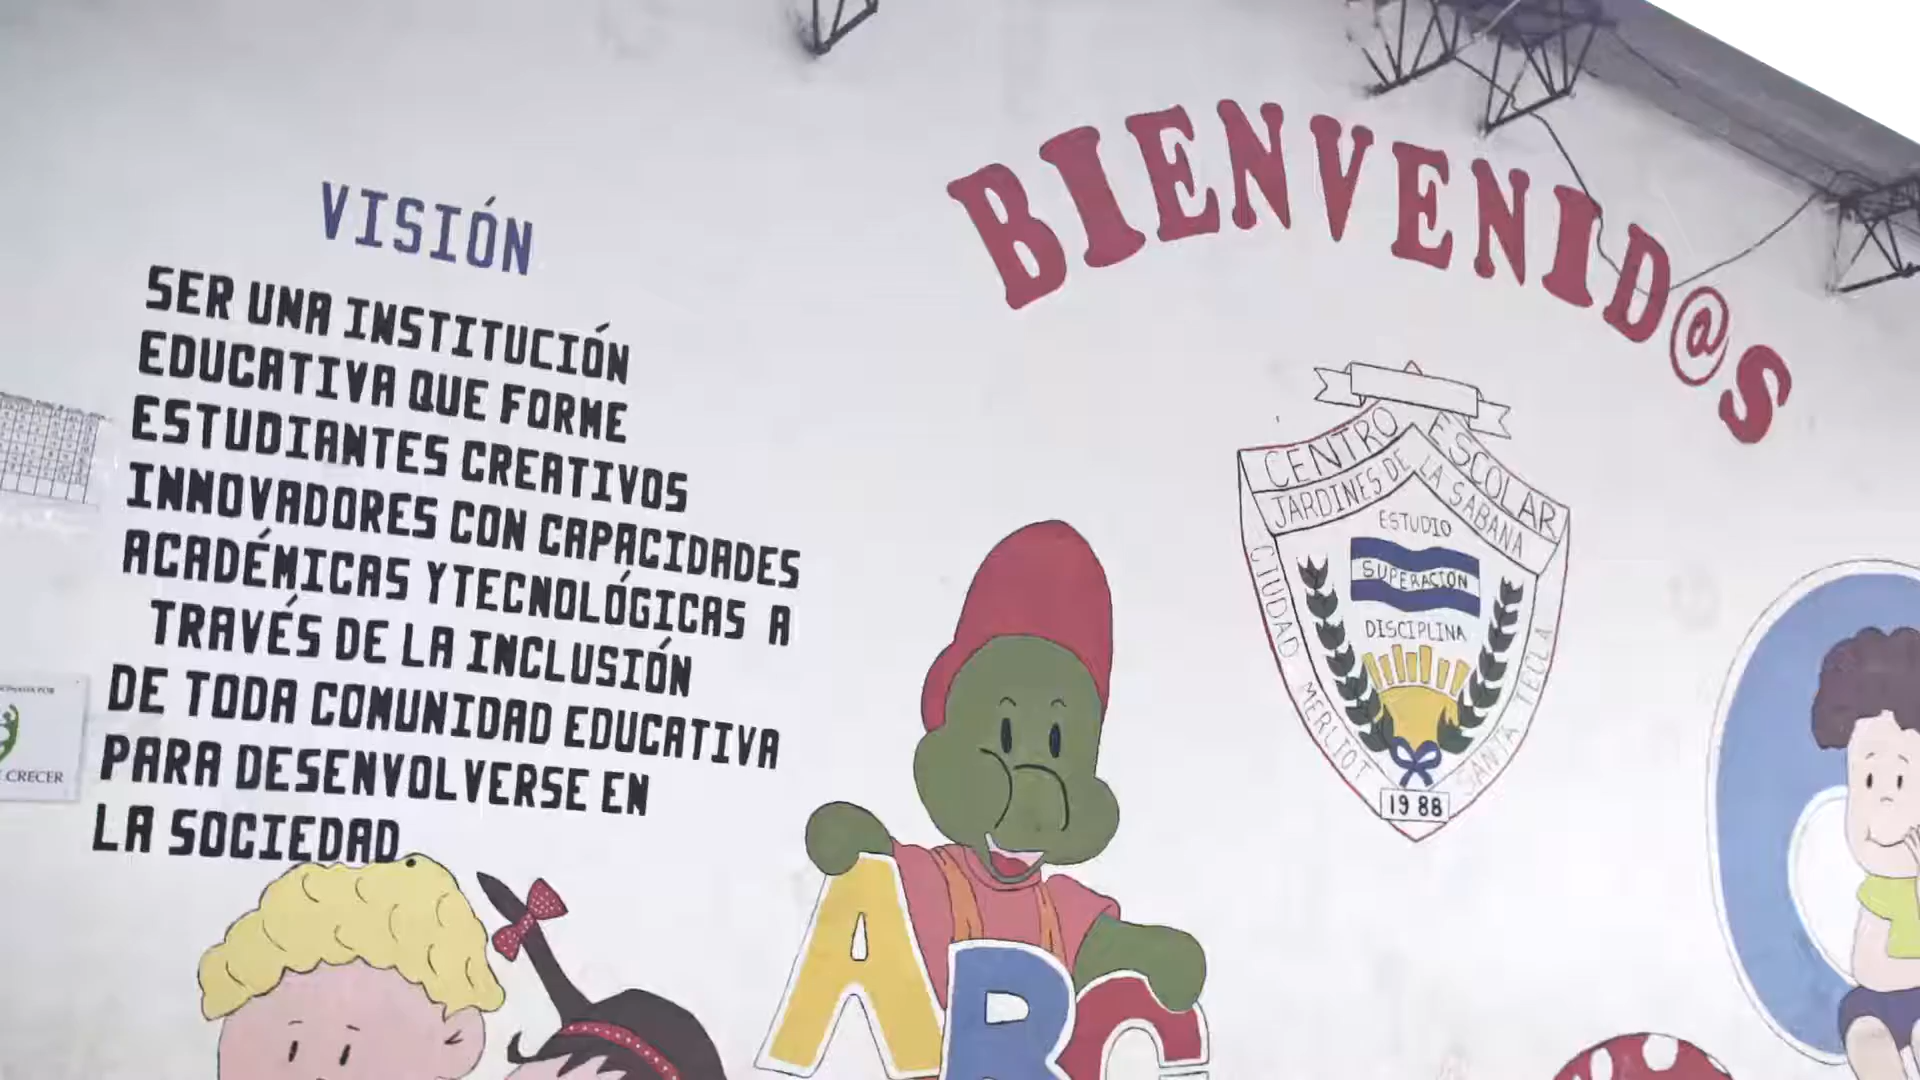 VISIÓN
SER UNA INSTITUCIÓN
EDUCATIVA QUE FORME
ESTUDIANTES CREATIVOS
INNOVADORES CON CAPACIDADES
ACADÉMICAS YTECNOLÓGICAS A
TRAVÉS DE LA INCLUSIÓN
DE TODA COMUNIDAD EDUCATIVA
PARA DESENVOLVERSE EN
LA SOCIEDAD
BIENVENID@S
CENTRO ESCOLAR
JARDINES DE LA SABANA
ESTUDIO
SUPERACION
DISCIPLINA
CIUDAD MERLIOT
SANTA TECLA
1988
CRECER
A B C